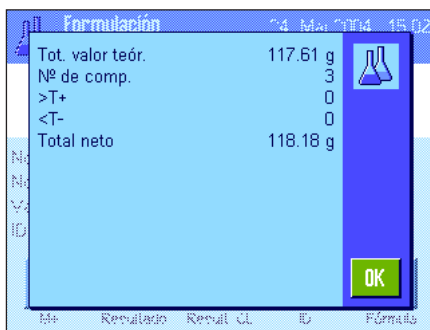 Formulación 24. Mai 2004 15:02
Tot. valor teór. 117.61 g
Nº de comp. 3
>T+ 0
<T- 0
Total neto 118.18 g
OK
M+ Resultado Result. CL ID Fórmula